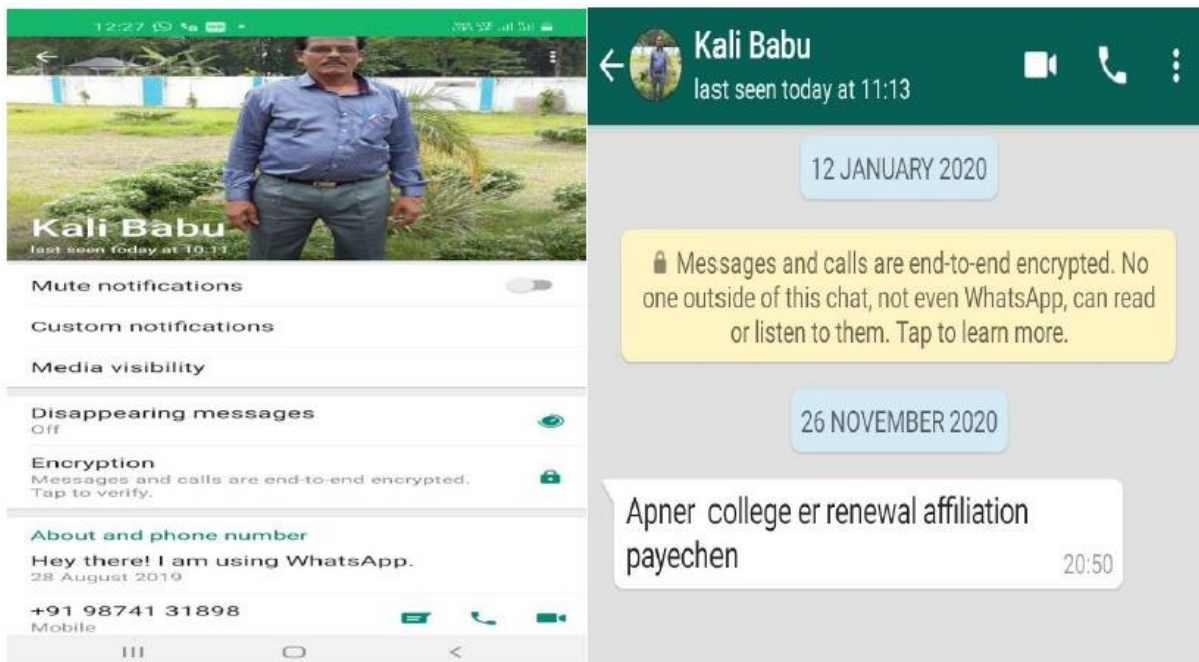 12:27
Kali Babu
last seen today at 10:11
Mute notifications
Custom notifications
Media visibility
Disappearing messages
Off
Encryption
Messages and calls are end-to-end encrypted.
Tap to verify.
About and phone number
Hey there! I am using WhatsApp.
28 August 2019
+91 98741 31898
Mobile
Kali Babu
last seen today at 11:13
12 JANUARY 2020
Messages and calls are end-to-end encrypted. No
one outside of this chat, not even WhatsApp, can read
or listen to them. Tap to learn more.
26 NOVEMBER 2020
Apner college er renewal affiliation
payechen
20:50